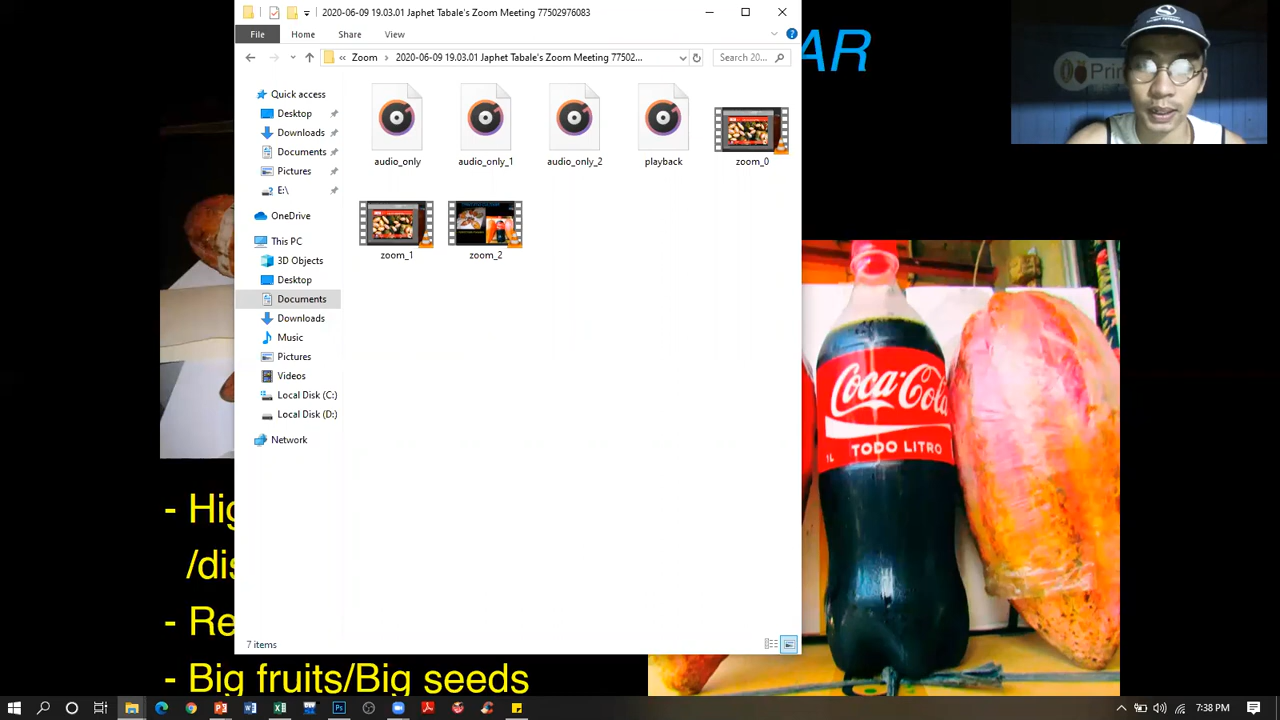 2020-06-09 19.03.01 Japhet Tabale's Zoom Meeting 77502976083
File Home Share View
Zoom 2020-06-09 19.03.01 Japhet Tabale's Zoom Meeting 77502... Search 20...
Quick access
Desktop
Downloads
Documents
Pictures
E:\
OneDrive
This PC
3D Objects
Desktop
Documents
Downloads
Music
Pictures
Videos
Local Disk (C:)
Local Disk (D:)
Network
audio_only audio_only_1 audio_only_2 playback zoom_0
zoom_1 zoom_2
7 items
AR
Coca-Cola
1L TODO LITRO
- Hig
/dis
- Re
- Big fruits/Big seeds
7:38 PM